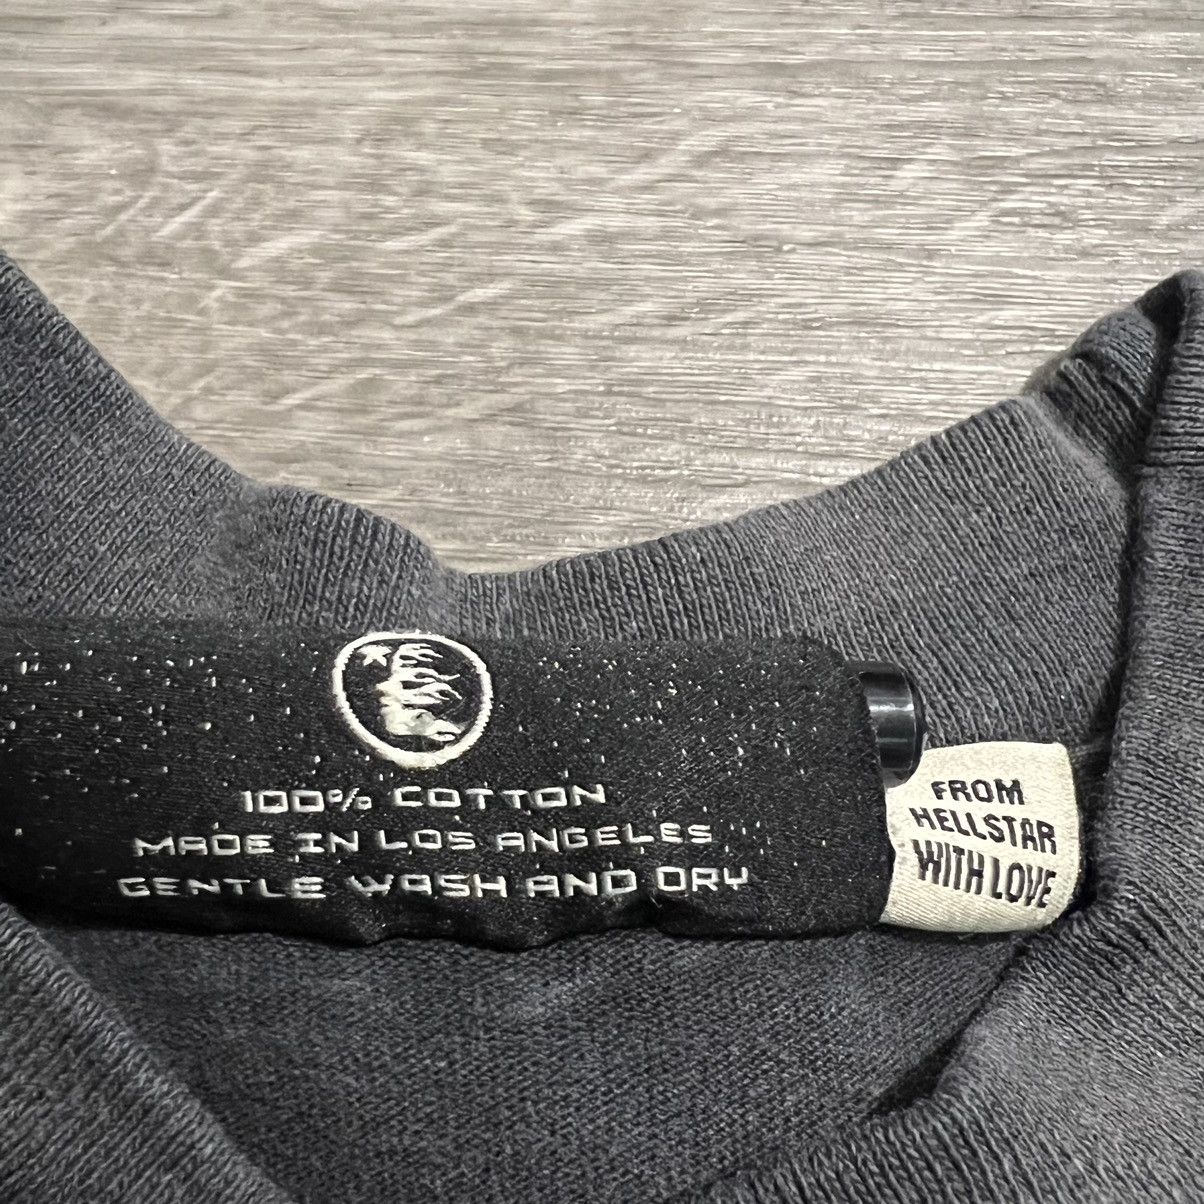 100% COTTON
MADE IN LOS ANGELES
GENTLE WASH AND DRY
FROM
HELLSTAR
WITH LOVE